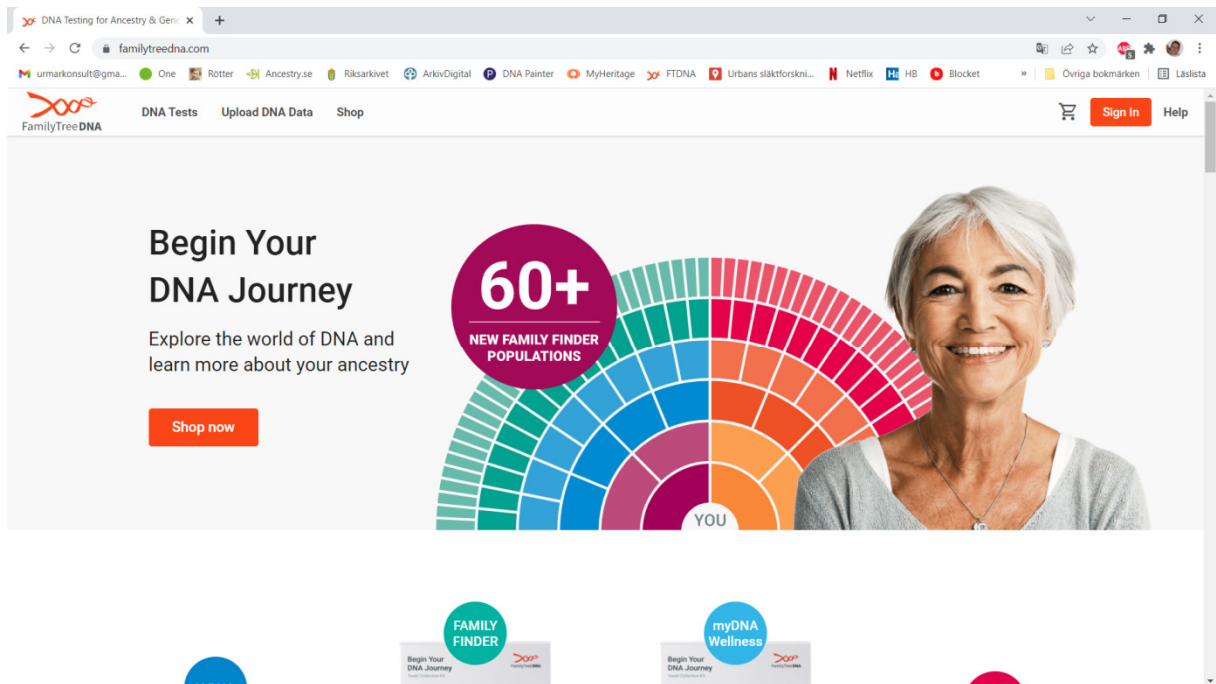 DNA Testing for Ancestry & Gene
familytreedna.com
urmarkonsult@gma...
One
Rötter
Ancestry.se
Riksarkivet
ArkivDigital
DNA Painter
MyHeritage
FTDNA
Urbans släktforskni...
Netflix
HB
Blocket
»
Övriga bokmärken
Läslista
FamilyTreeDNA
DNA Tests
Upload DNA Data
Shop
Sign In
Help
Begin Your
DNA Journey
Explore the world of DNA and
learn more about your ancestry
Shop now
60+
NEW FAMILY FINDER
POPULATIONS
YOU
FAMILY
FINDER
Begin Your
DNA Journey
FamilyTreeDNA
myDNA
Wellness
Begin Your
DNA Journey
FamilyTreeDNA